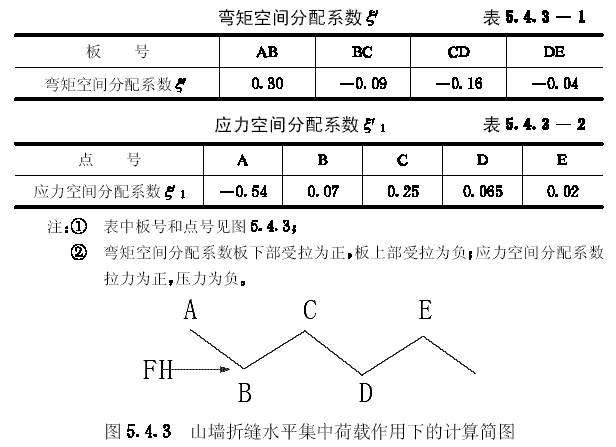 弯矩空间分配系数ξ′ 表5.4.3-1
板 号 AB BC CD DE
弯矩空间分配系数ξ′ 0.30 -0.09 -0.16 -0.04
应力空间分配系数ξ′₁ 表5.4.3-2
点 号 A B C D E
应力空间分配系数ξ′₁ -0.54 0.07 0.25 0.065 0.02
注:① 表中板号和点号见图5.4.3;
② 弯矩空间分配系数板下部受拉为正,板上部受拉为负;应力空间分配系数
拉力为正,压力为负。
A C E
FH
B D
图5.4.3 山墙折缝水平集中荷载作用下的计算简图